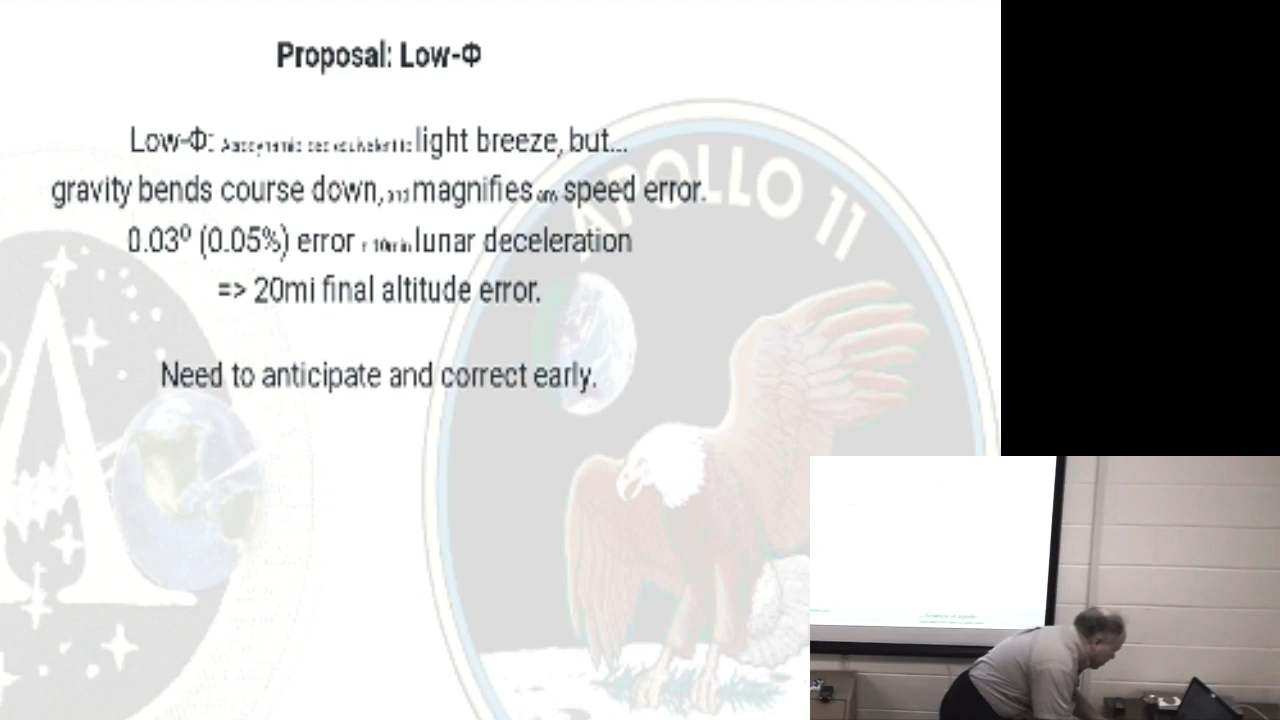 Proposal: Low-Φ
Low-Φ: light breeze, but...
gravity bends course down, and magnifies speed error.
0.03º (0.05%) error lunar deceleration
=> 20mi final altitude error.
Need to anticipate and correct early.
APOLLO 11